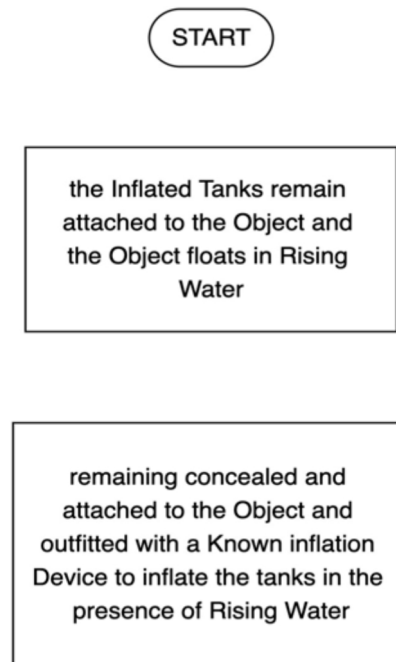 START
the Inflated Tanks remain
attached to the Object and
the Object floats in Rising
Water
remaining concealed and
attached to the Object and
outfitted with a Known inflation
Device to inflate the tanks in the
presence of Rising Water